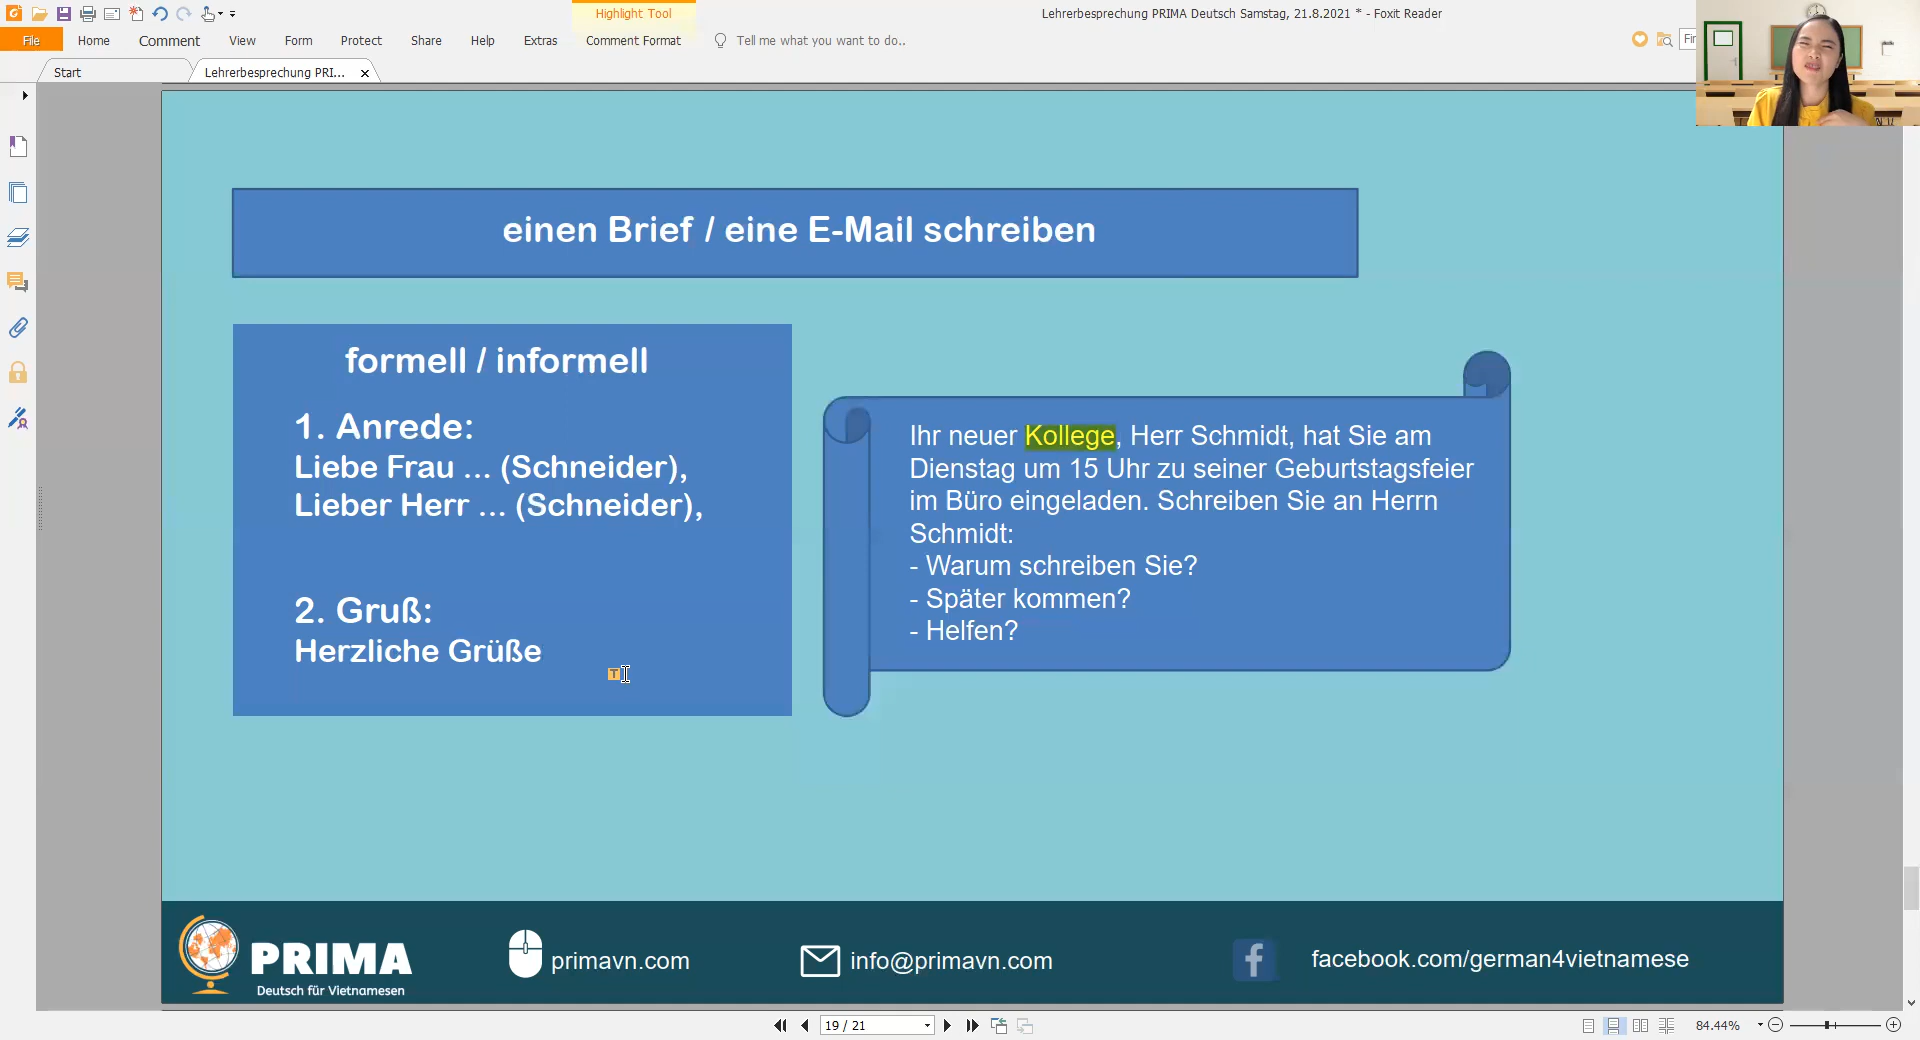 Highlight Tool
Lehrerbesprechung PRIMA Deutsch Samstag, 21.8.2021 * - Foxit Reader
File Home Comment View Form Protect Share Help Extras Comment Format Tell me what you want to do..
Start Lehrerbesprechung PRI...
einen Brief / eine E-Mail schreiben
formell / informell
1. Anrede:
Liebe Frau ... (Schneider),
Lieber Herr ... (Schneider),
2. Gruß:
Herzliche Grüße
Ihr neuer Kollege, Herr Schmidt, hat Sie am
Dienstag um 15 Uhr zu seiner Geburtstagsfeier
im Büro eingeladen. Schreiben Sie an Herrn
Schmidt:
- Warum schreiben Sie?
- Später kommen?
- Helfen?
PRIMA
Deutsch für Vietnamesen
primavn.com
info@primavn.com
facebook.com/german4vietnamese
19 / 21
84.44%